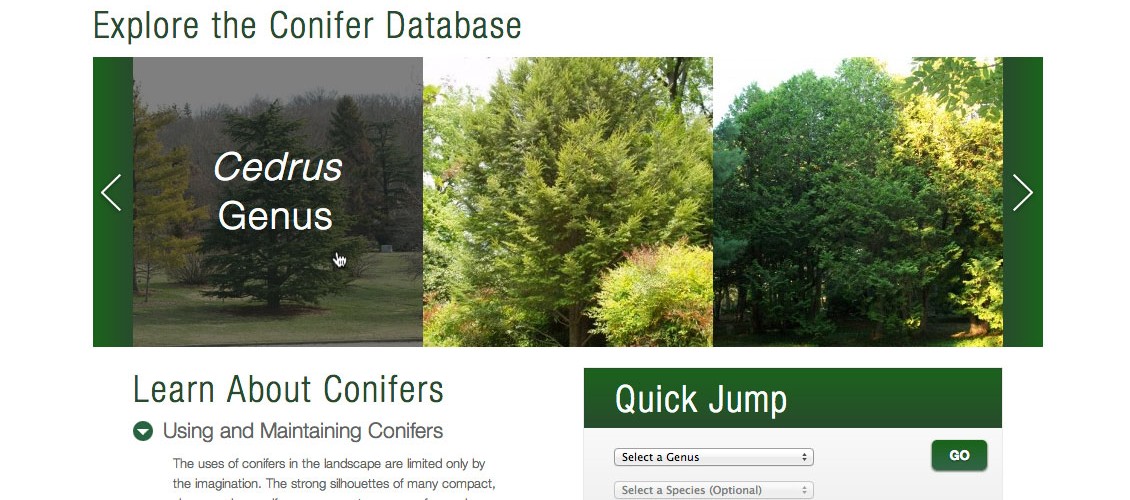 Explore the Conifer Database
Cedrus
Genus
Learn About Conifers
Using and Maintaining Conifers
The uses of conifers in the landscape are limited only by
the imagination. The strong silhouettes of many compact,
Quick Jump
Select a Genus
GO
Select a Species (Optional)